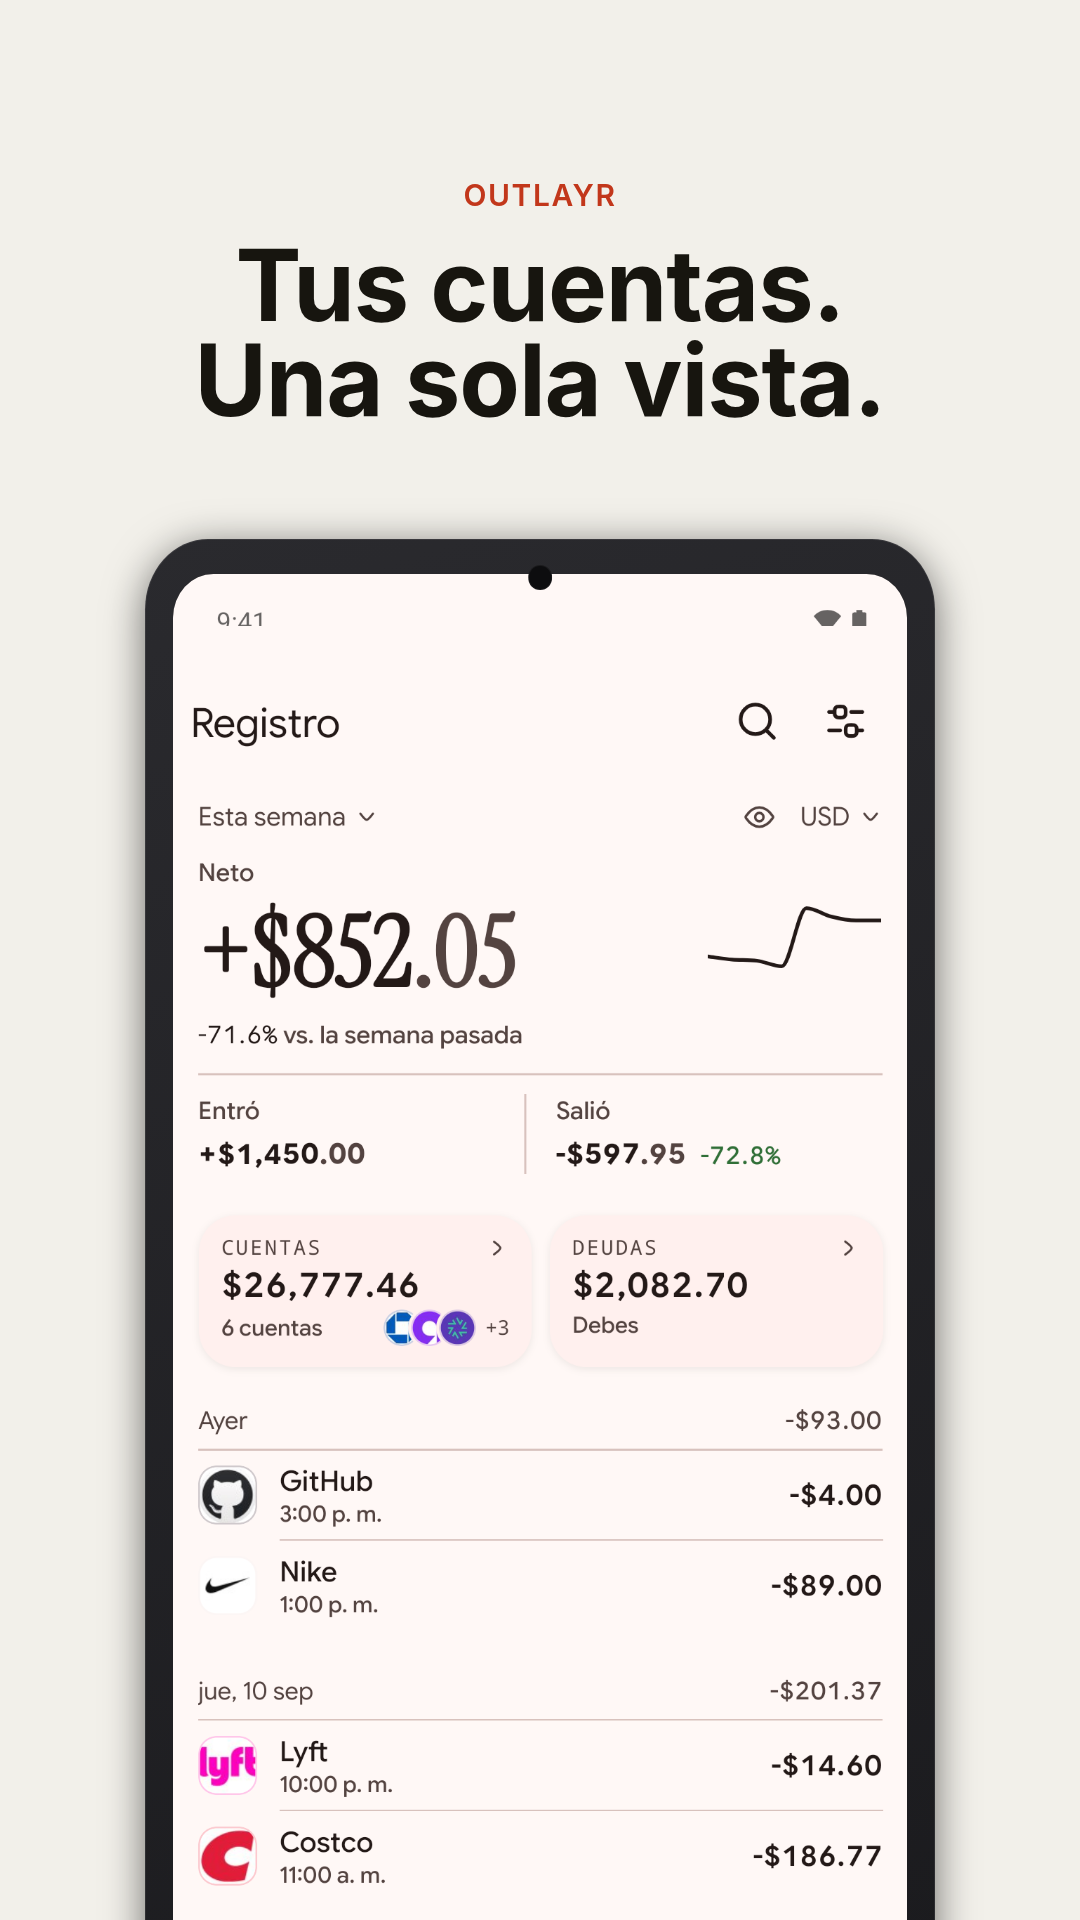 OUTLAYR
Tus cuentas.
Una sola vista.
9:41
Registro
Esta semana
USD
Neto
+$852.05
-71.6% vs. la semana pasada
Entró
Salió
+$1,450.00
-$597.95 -72.8%
CUENTAS
DEUDAS
$26,777.46
$2,082.70
6 cuentas
+3
Debes
Ayer
-$93.00
GitHub
3:00 p. m.
-$4.00
Nike
1:00 p. m.
-$89.00
jue, 10 sep
-$201.37
lyft
Lyft
10:00 p. m.
-$14.60
Costco
11:00 a. m.
-$186.77